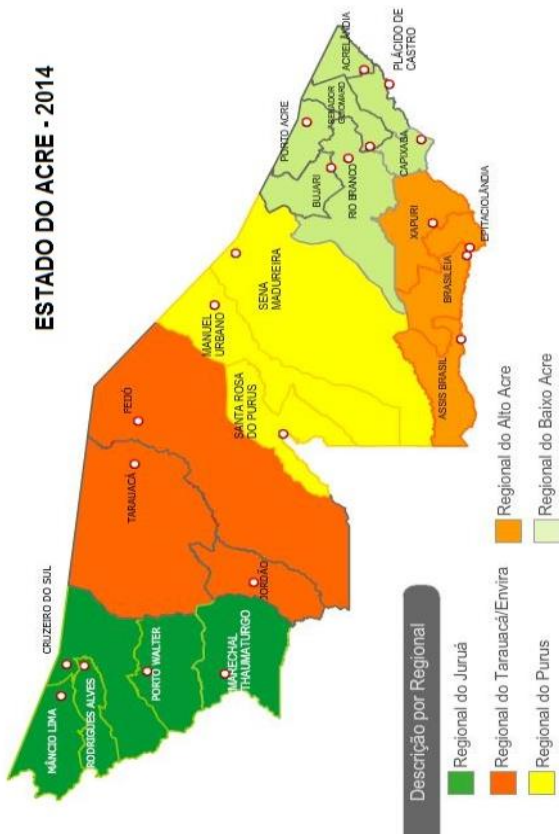 ESTADO DO ACRE - 2014
CRUZEIRO DO SUL
MÂNCIO LIMA
RODRIGUES ALVES
PORTO WALTER
MARECHAL
THAUMATURGO
TARAUACÁ
FEIJÓ
JORDÃO
SANTA ROSA
DO PURUS
MANUEL
URBANO
SENA
MADUREIRA
PORTO ACRE
BUJARI
RIO BRANCO
ACRELÂNDIA
PLÁCIDO DE
CASTRO
CAPIXABA
XAPURI
EPITACIOLÂNDIA
BRASILÉIA
ASSIS BRASIL
Descrição por Regional
Regional do Juruá
Regional do Tarauacá/Envira
Regional do Purus
Regional do Alto Acre
Regional do Baixo Acre